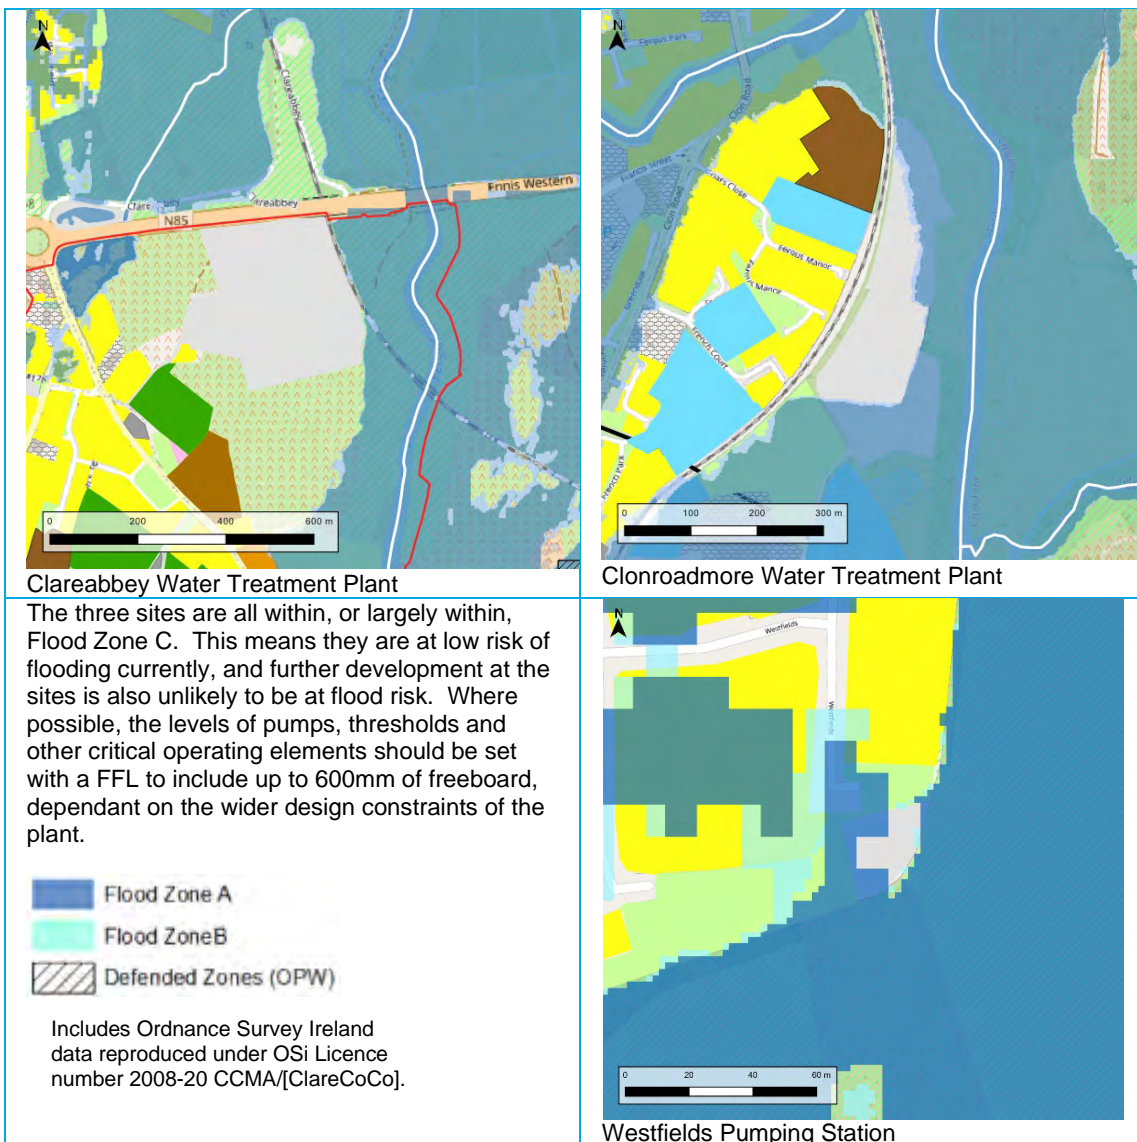 N
Clareabbey
Clareabbey
N85
Ennis Western
0 200 400 600 m
Clareabbey Water Treatment Plant
N
Fergus Park
Clon Road
Francis Street
Clon Road
Close
Fergus Manor
Manor
French Court
French Park
0 100 200 300 m
Clonroadmore Water Treatment Plant
The three sites are all within, or largely within,
Flood Zone C. This means they are at low risk of
flooding currently, and further development at the
sites is also unlikely to be at flood risk. Where
possible, the levels of pumps, thresholds and
other critical operating elements should be set
with a FFL to include up to 600mm of freeboard,
dependant on the wider design constraints of the
plant.
Flood Zone A
Flood ZoneB
Defended Zones (OPW)
Includes Ordnance Survey Ireland
data reproduced under OSi Licence
number 2008-20 CCMA/[ClareCoCo].
N
Westfields
Westfields
0 20 40 60 m
Westfields Pumping Station